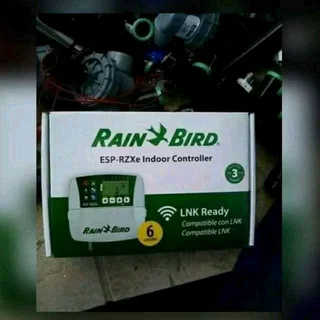 RAIN BIRD
ESP-RZXe Indoor Controller
3
RAIN BIRD
6
LNK Ready
Compatible con LNK
Compatible LNK